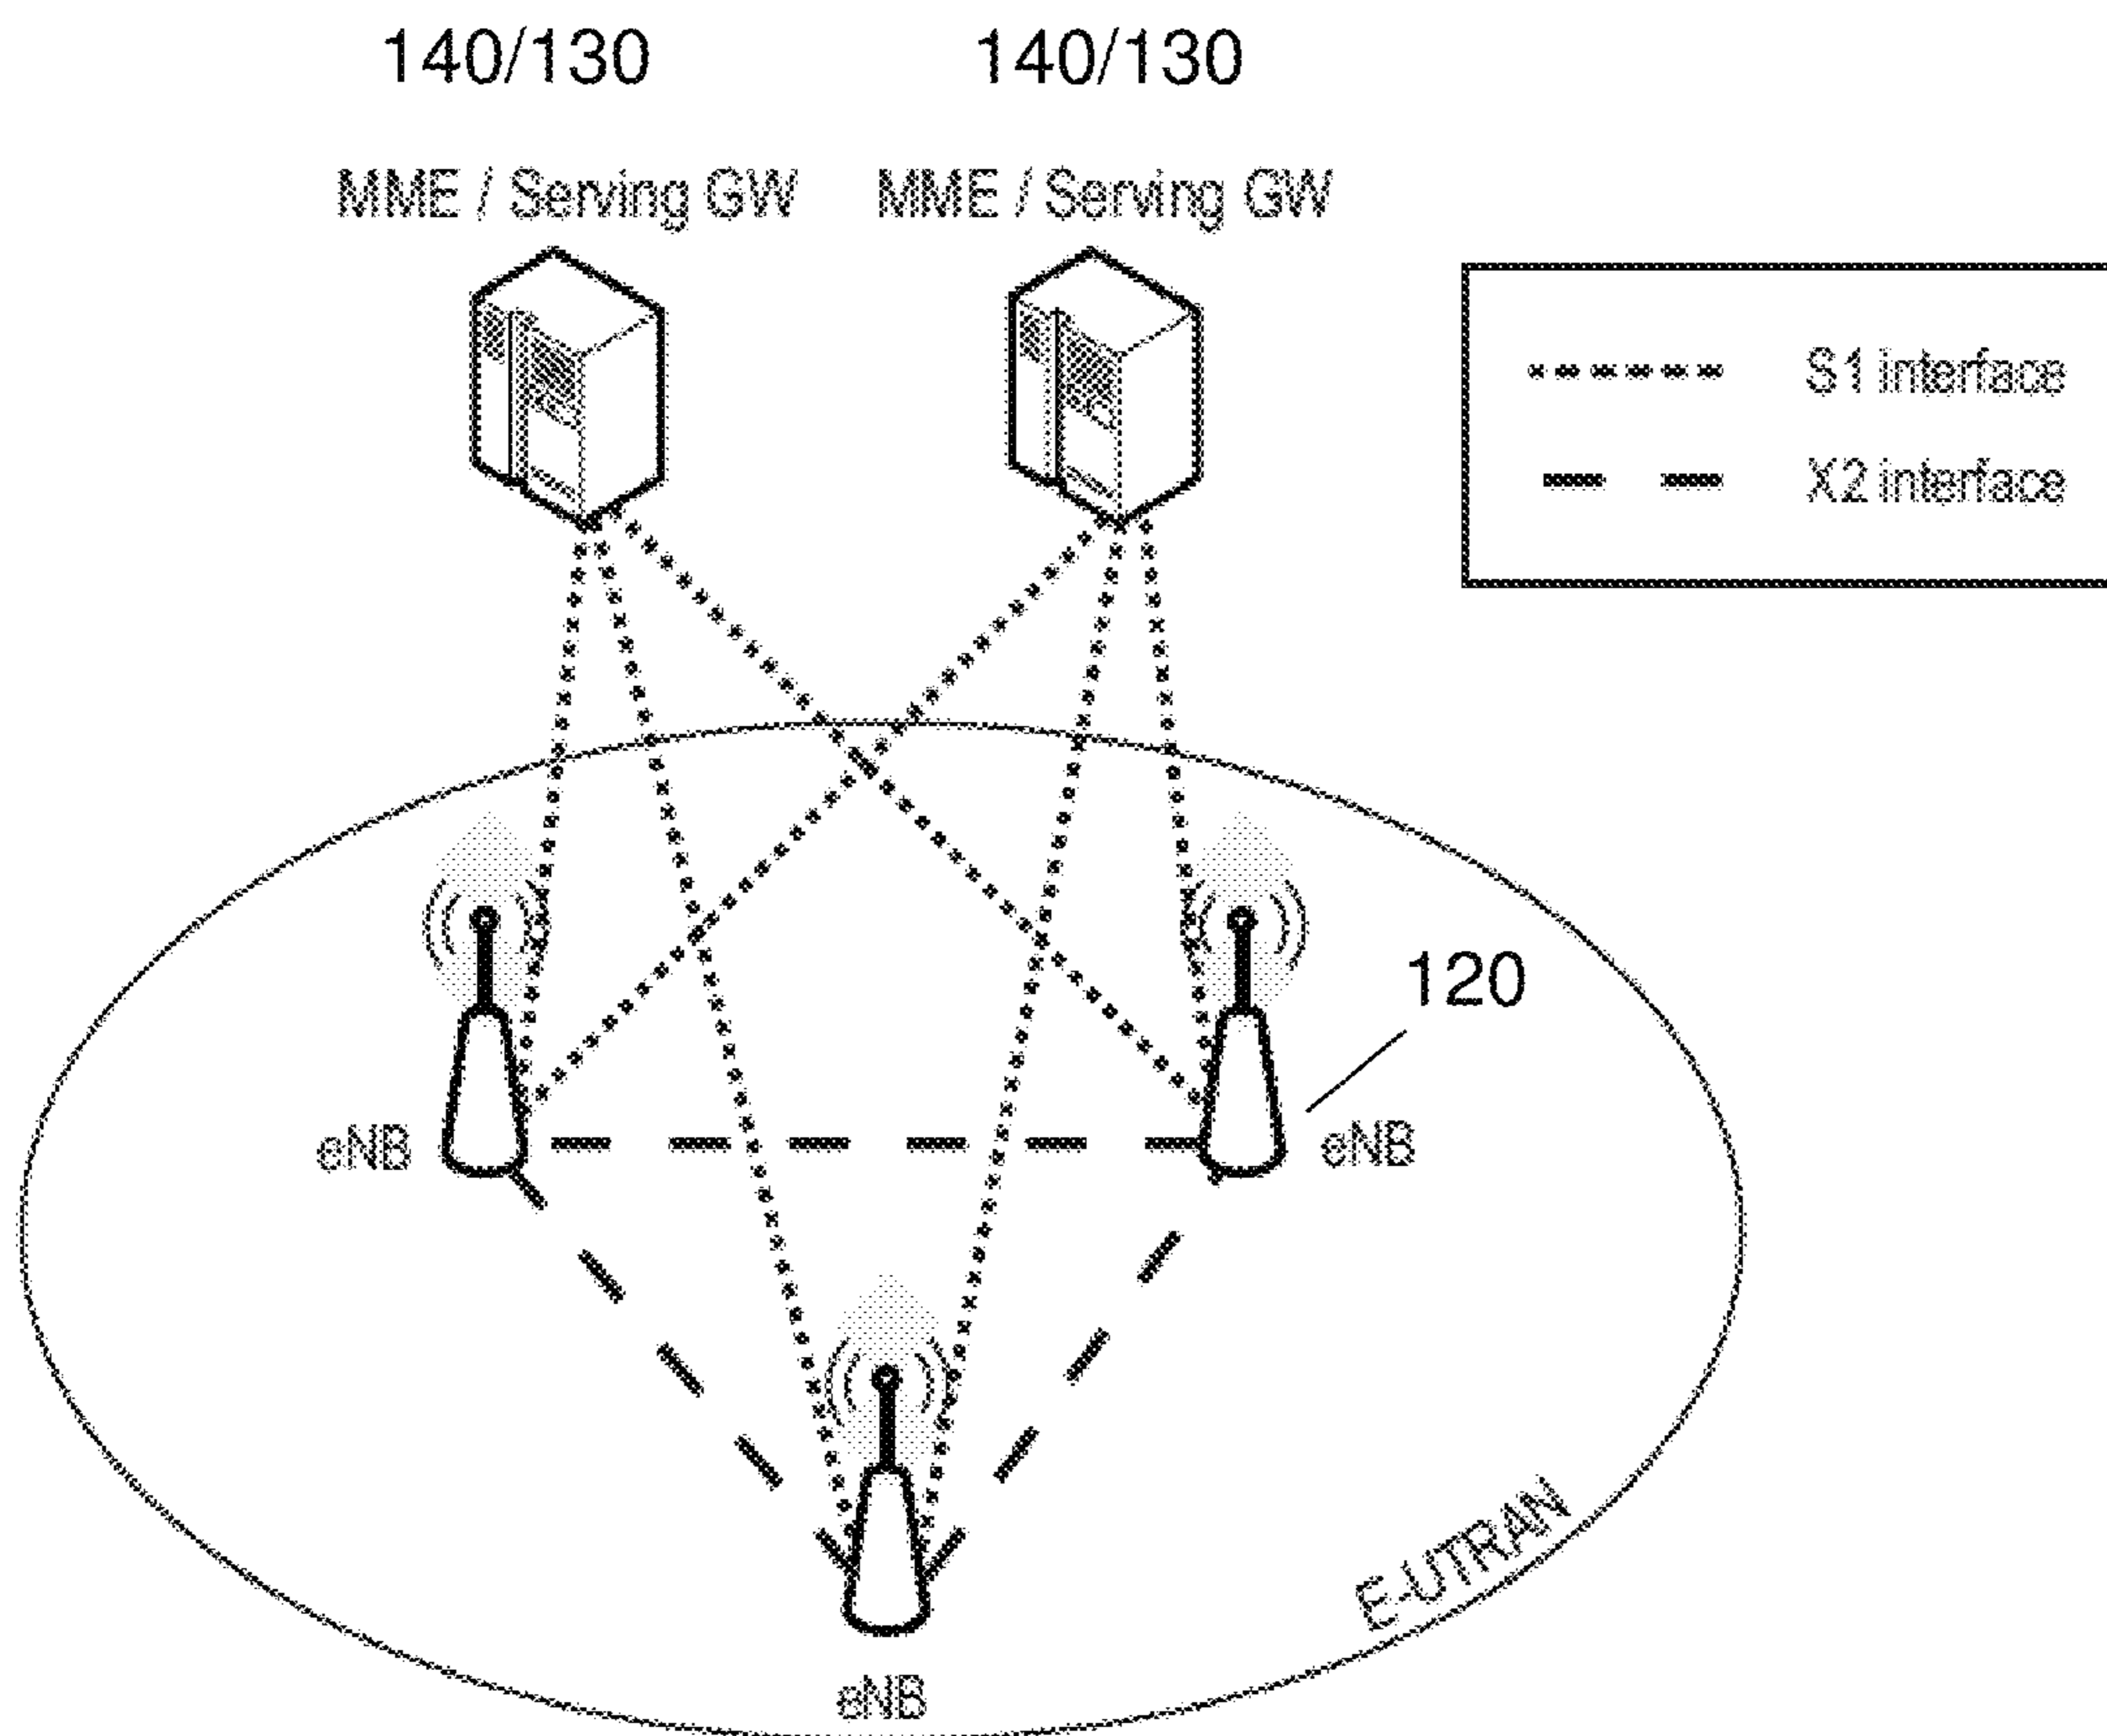 140/130 140/130
MME / Serving GW MME / Serving GW
S1 interface
X2 interface
120
eNB eNB
E-UTRAN
eNB